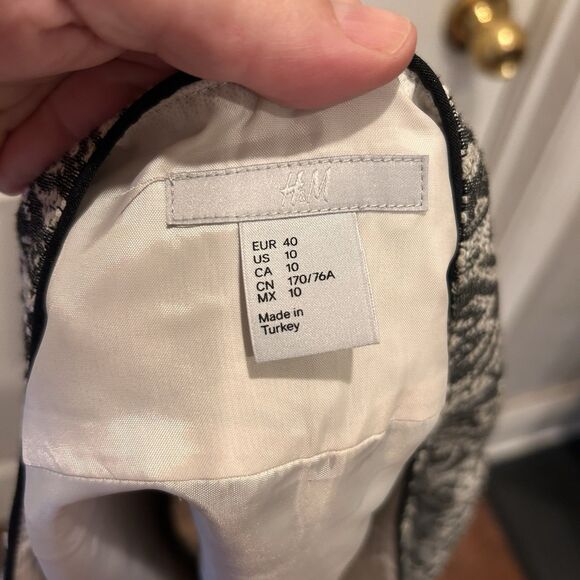 H&M
EUR 40
US 10
CA 10
CN 170/76A
MX 10
Made in
Turkey